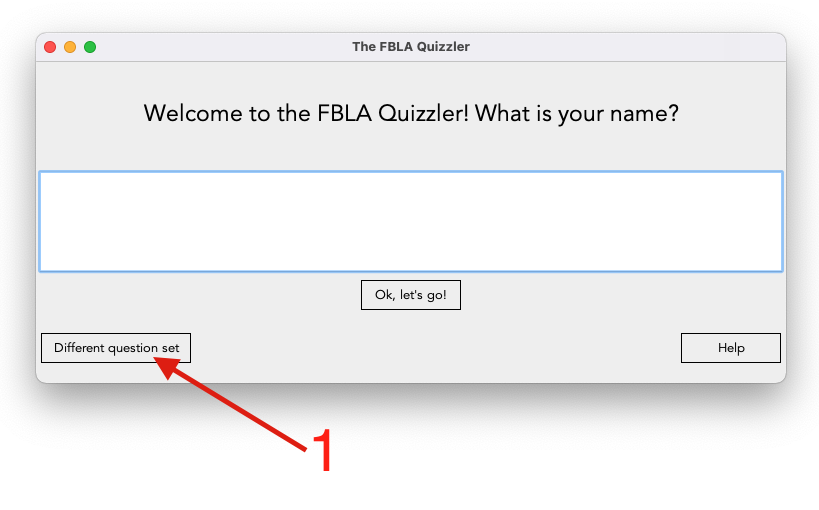 The FBLA Quizzler
Welcome to the FBLA Quizzler! What is your name?
Ok, let's go!
Different question set
Help
1